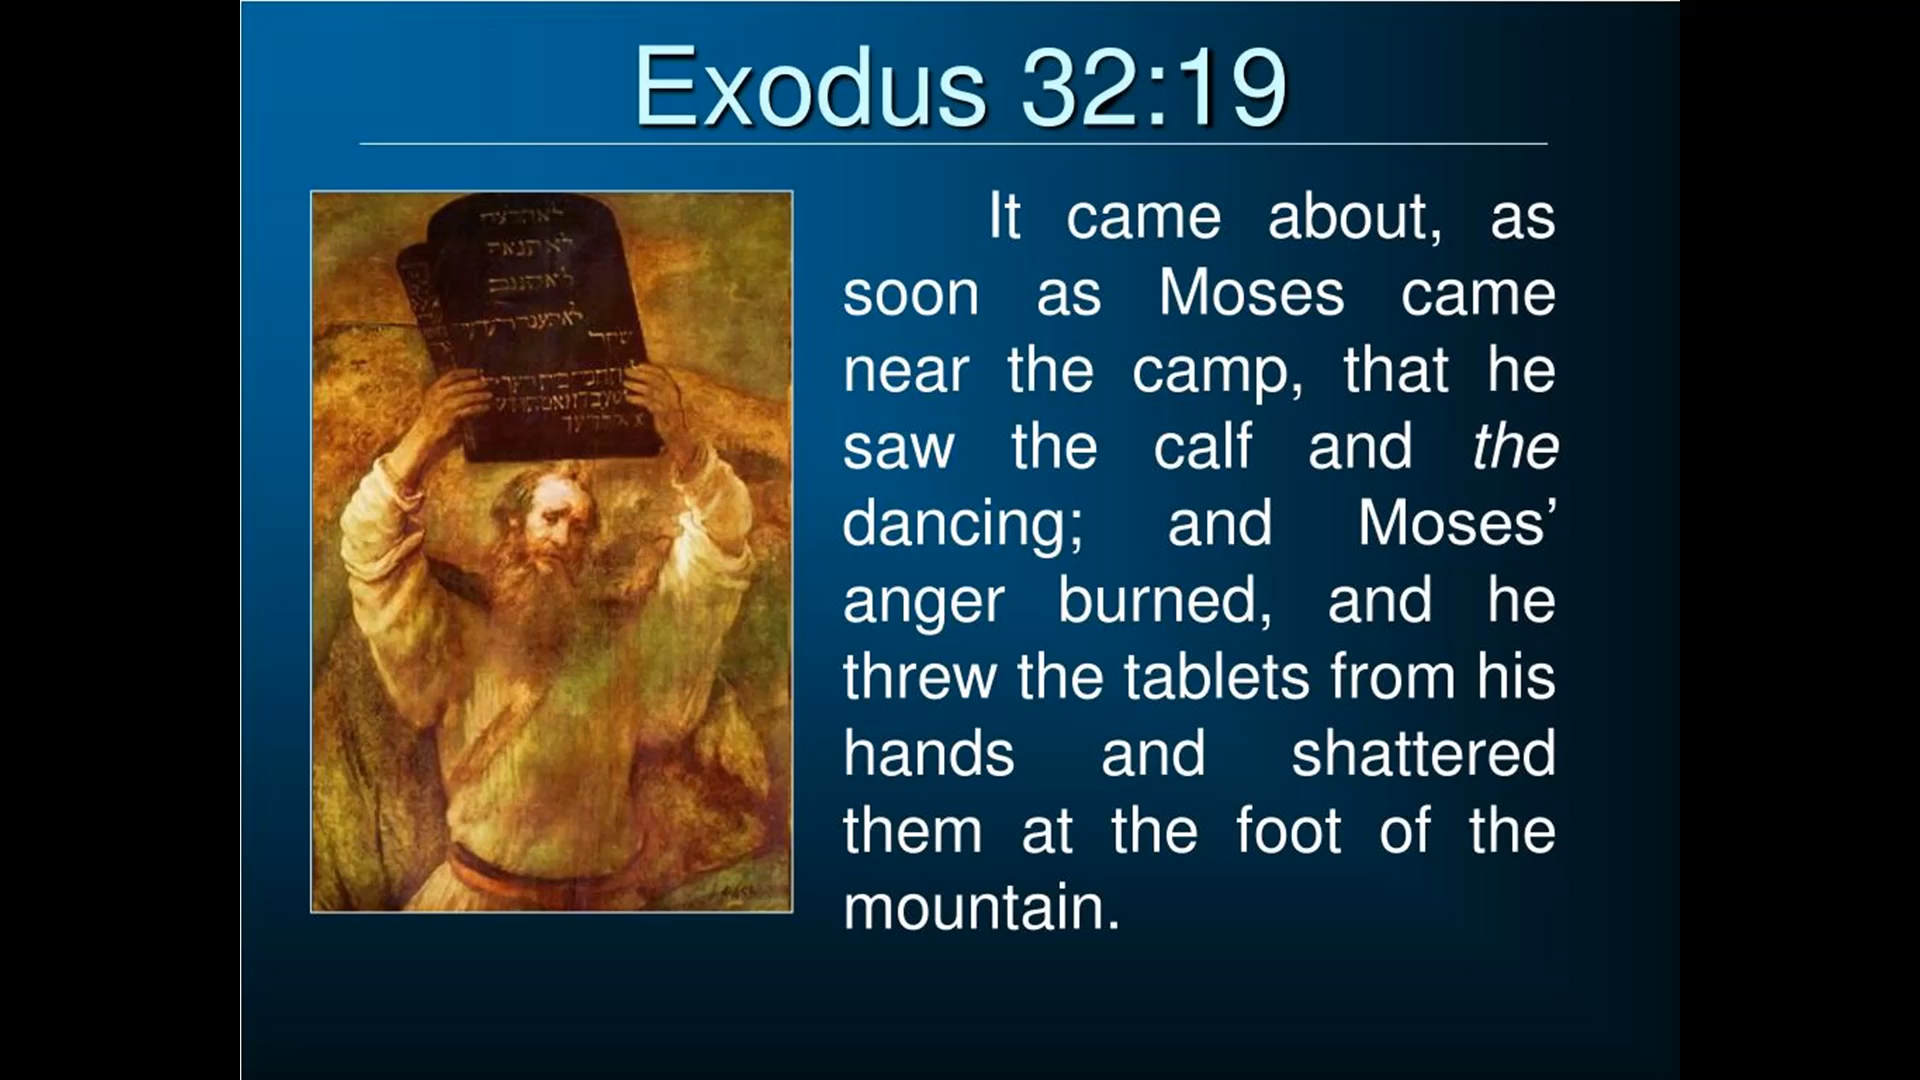 Exodus 32:19
It came about, as
soon as Moses came
near the camp, that he
saw the calf and the
dancing; and Moses’
anger burned, and he
threw the tablets from his
hands and shattered
them at the foot of the
mountain.